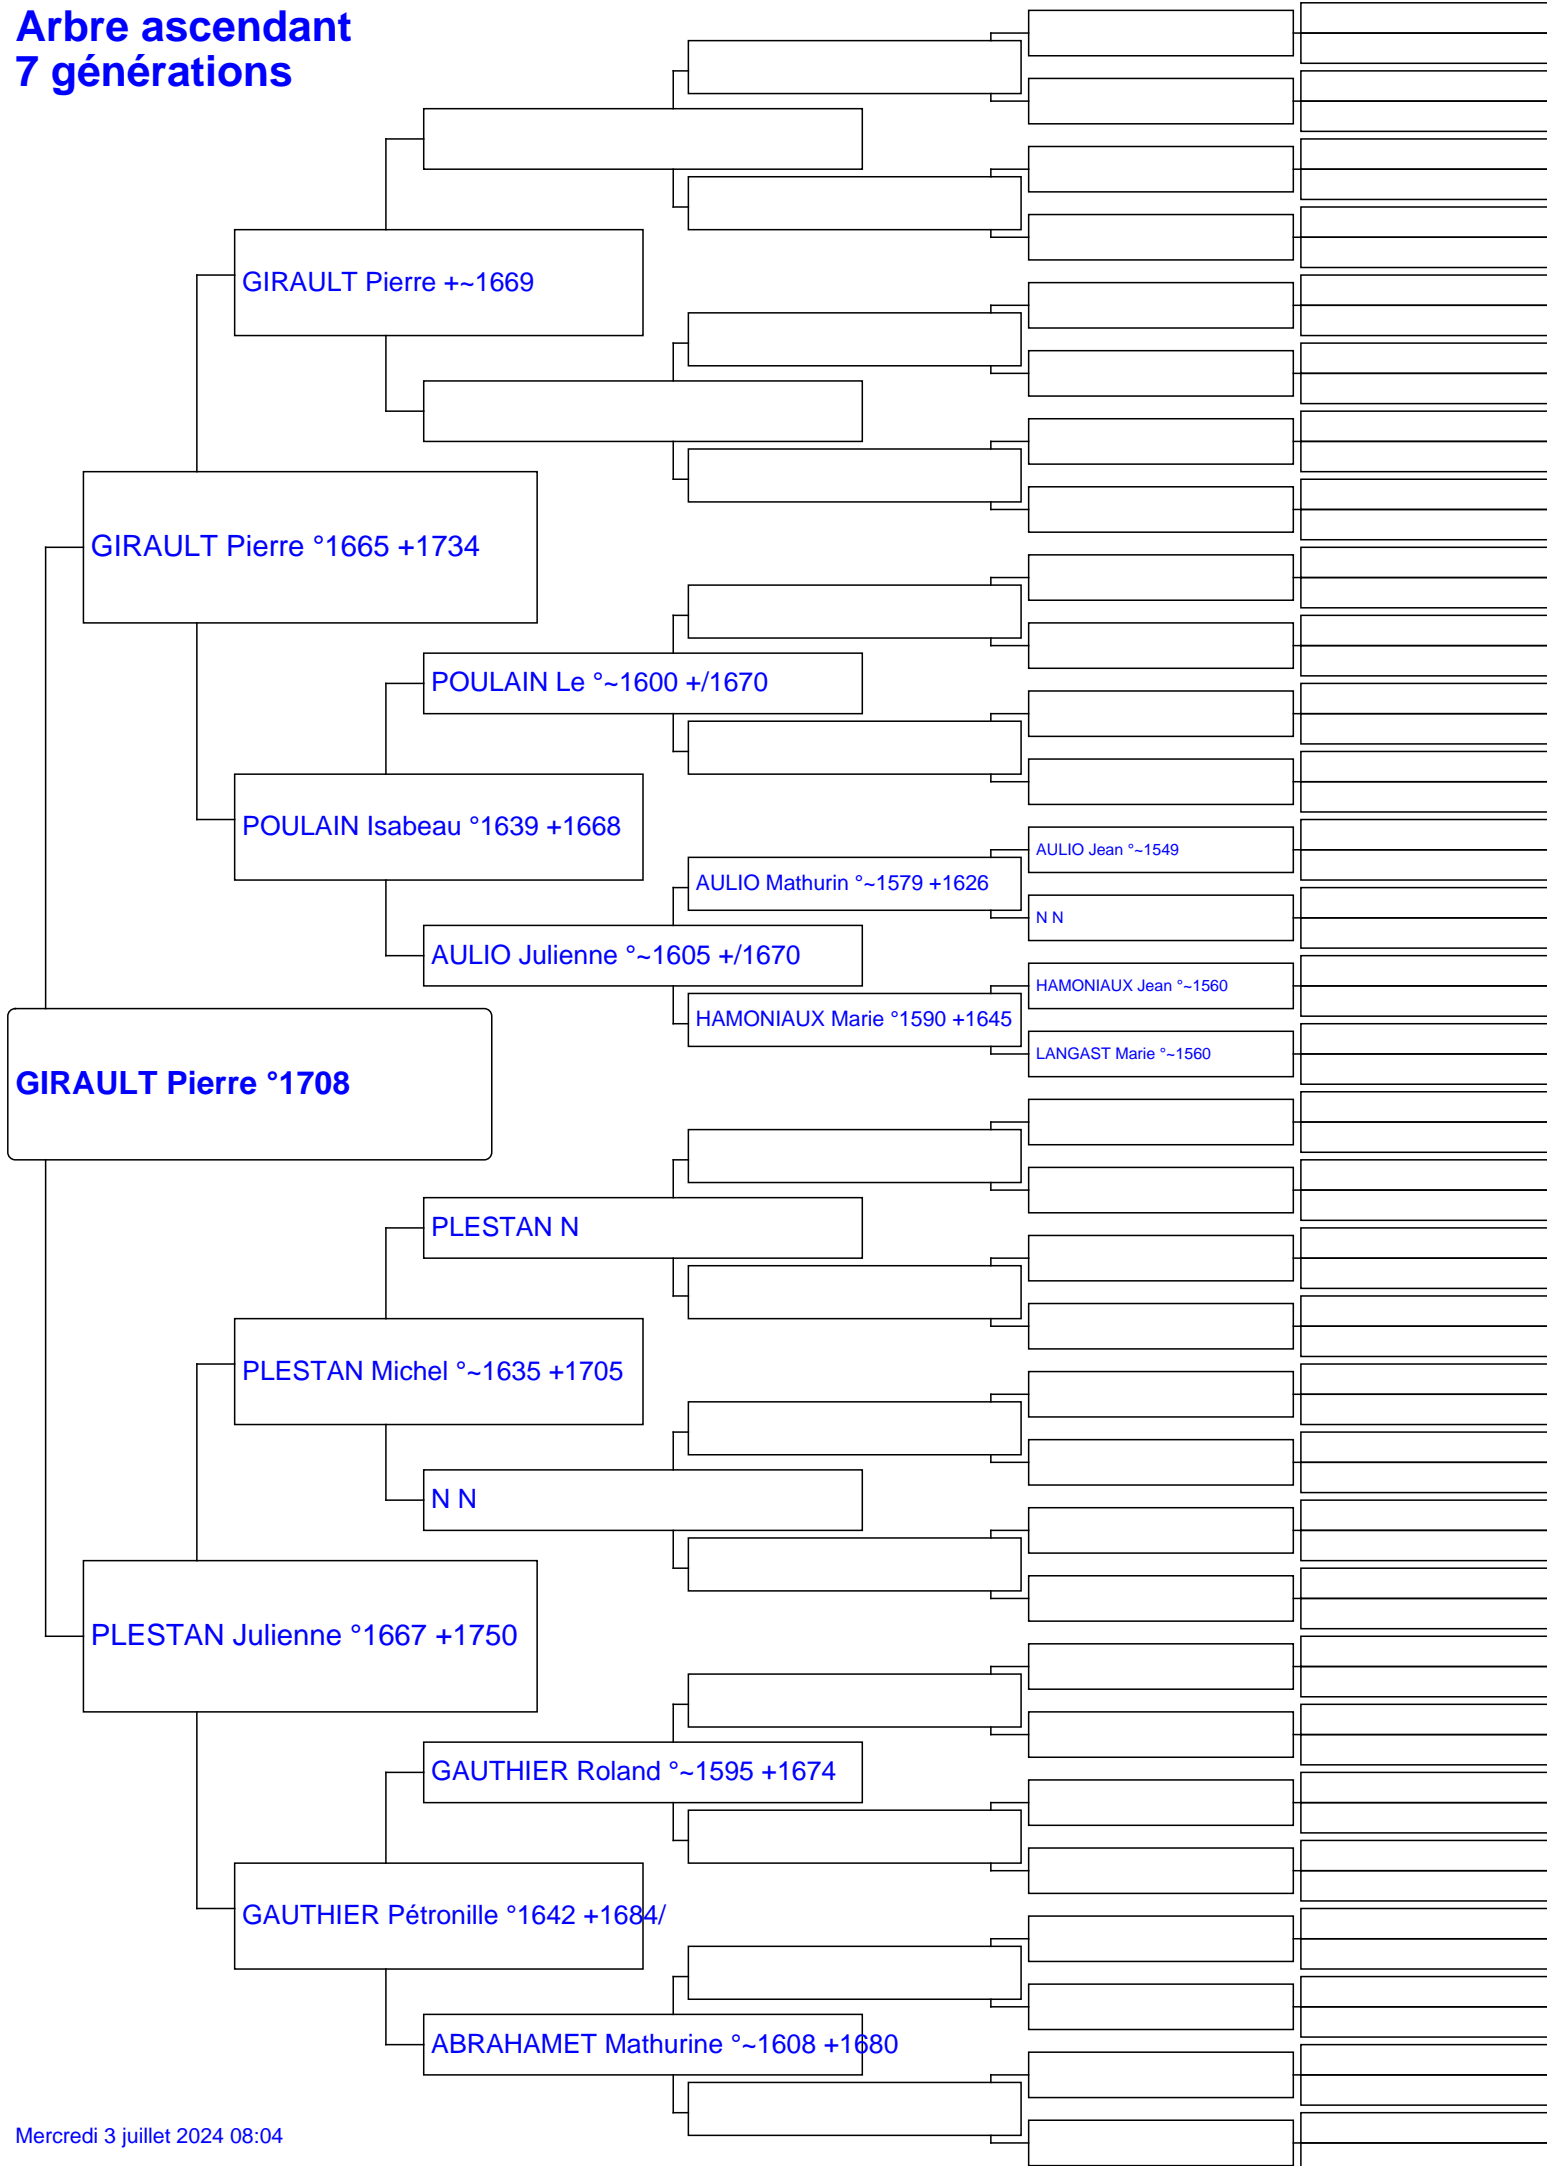 Arbre ascendant
7 générations
GIRAULT Pierre +~1669
GIRAULT Pierre °1665 +1734
POULAIN Le °~1600 +/1670
POULAIN Isabeau °1639 +1668
AULIO Jean °~1549
AULIO Mathurin °~1579 +1626
N N
AULIO Julienne °~1605 +/1670
HAMONIAUX Jean °~1560
HAMONIAUX Marie °1590 +1645
LANGAST Marie °~1560
GIRAULT Pierre °1708
PLESTAN N
PLESTAN Michel °~1635 +1705
N N
PLESTAN Julienne °1667 +1750
GAUTHIER Roland °~1595 +1674
GAUTHIER Pétronille °1642 +1684/
ABRAHAMET Mathurine °~1608 +1680
Mercredi 3 juillet 2024 08:04